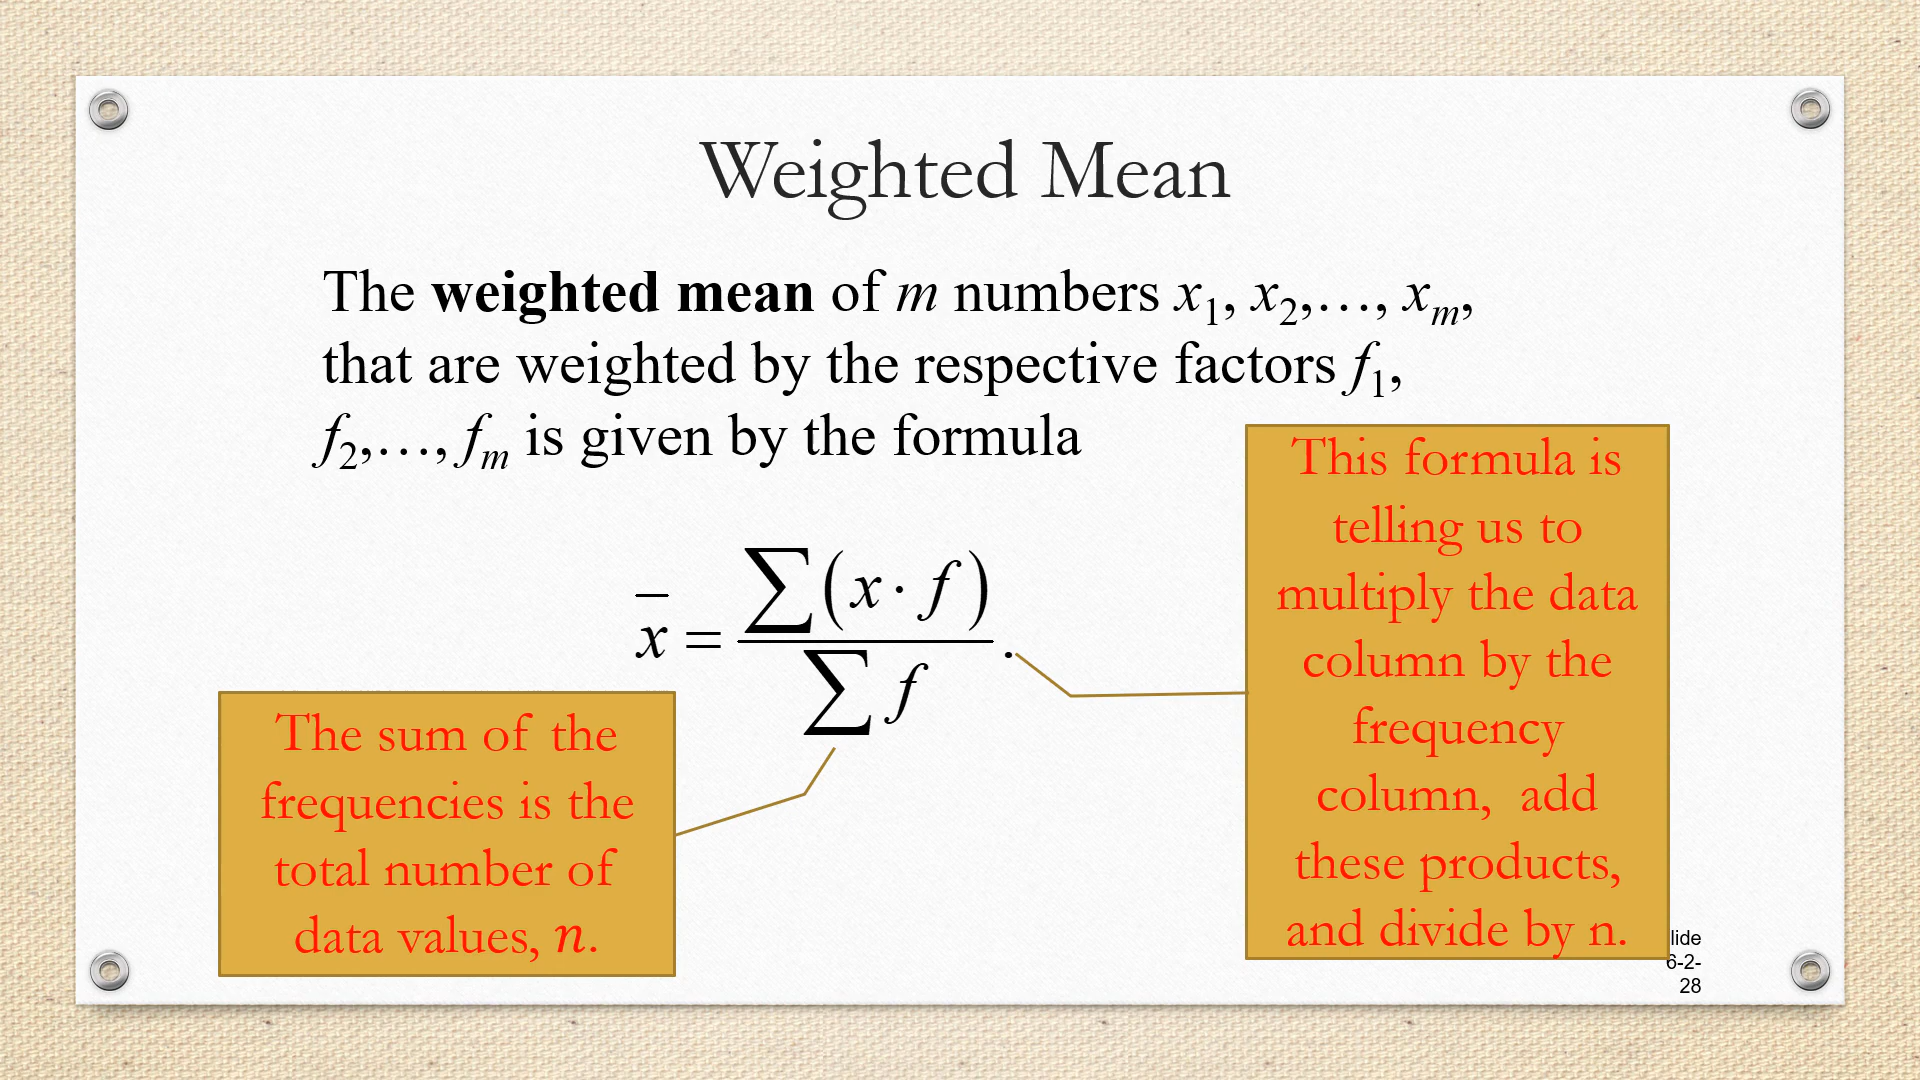 Weighted Mean
The weighted mean of m numbers x₁, x₂,…, xₘ,
that are weighted by the respective factors f₁,
f₂,…, fₘ is given by the formula
x̄ = ∑(x · f) / ∑f .
This formula is
telling us to
multiply the data
column by the
frequency
column, add
these products,
and divide by n.
The sum of the
frequencies is the
total number of
data values, n.
lide
6-2-
28